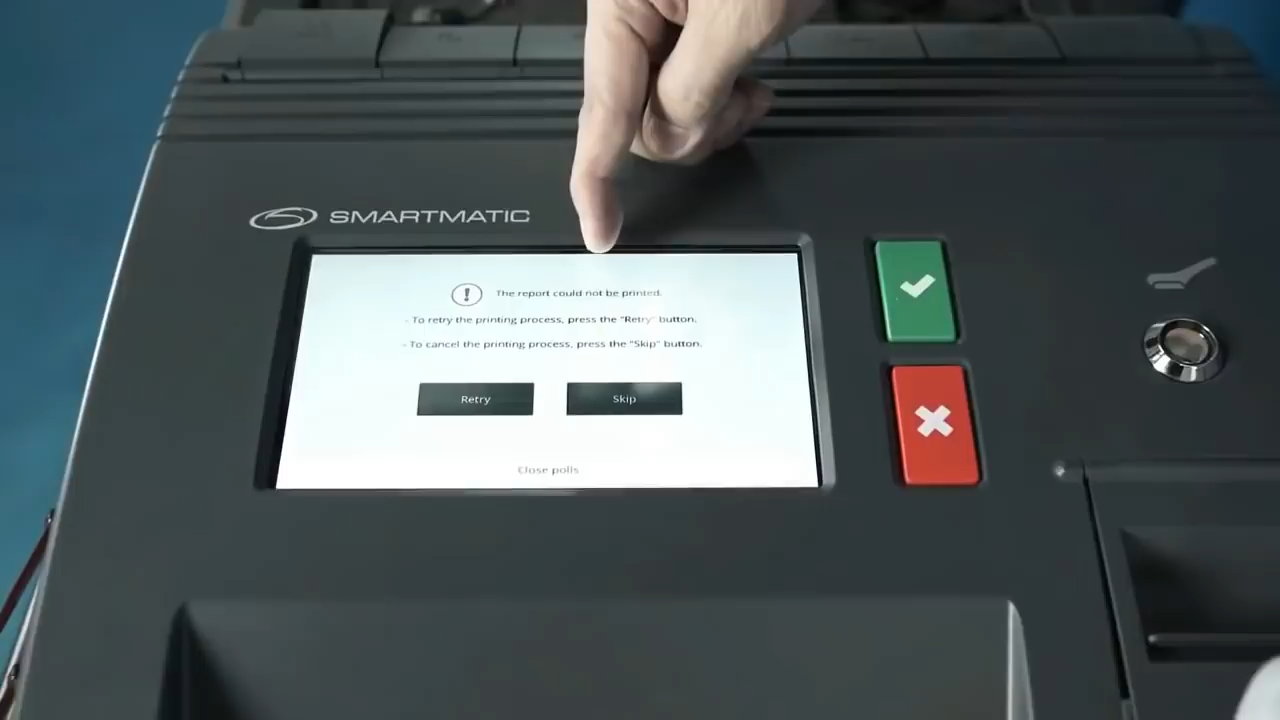 SMARTMATIC
The report could not be printed.
- To retry the printing process, press the "Retry" button.
- To cancel the printing process, press the "Skip" button.
Retry
Skip
Close polls